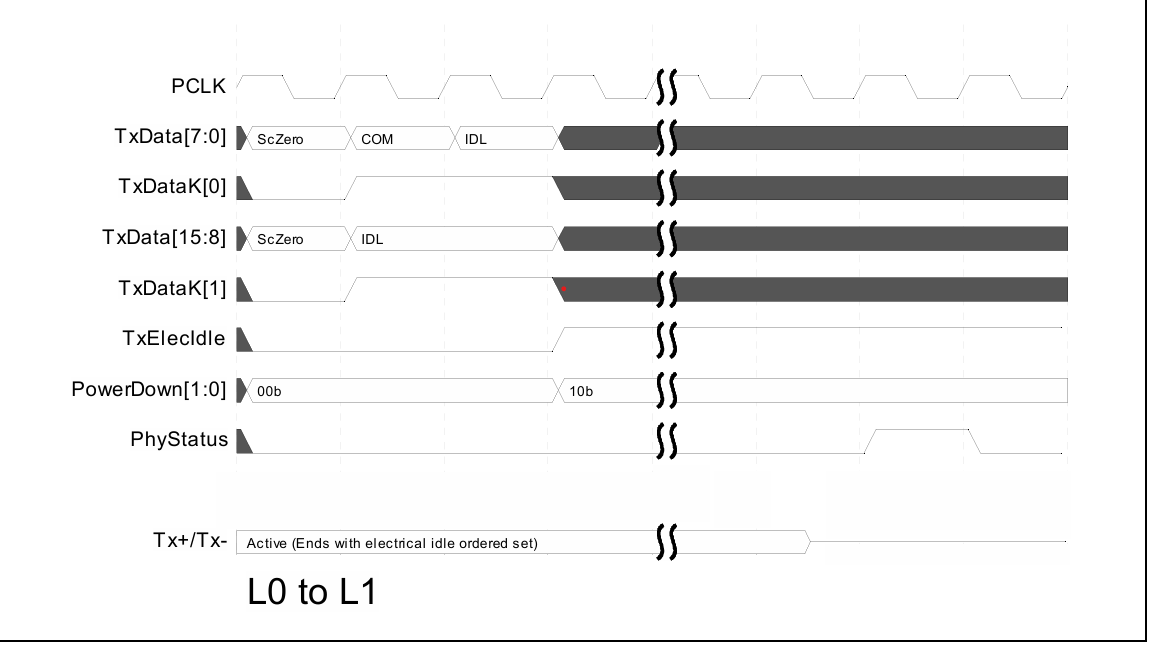 PCLK
TxData[7:0] ScZero COM IDL
TxDataK[0]
TxData[15:8] ScZero IDL
TxDataK[1]
TxElecIdle
PowerDown[1:0] 00b 10b
PhyStatus
Tx+/Tx- Active (Ends with electrical idle ordered set)
L0 to L1